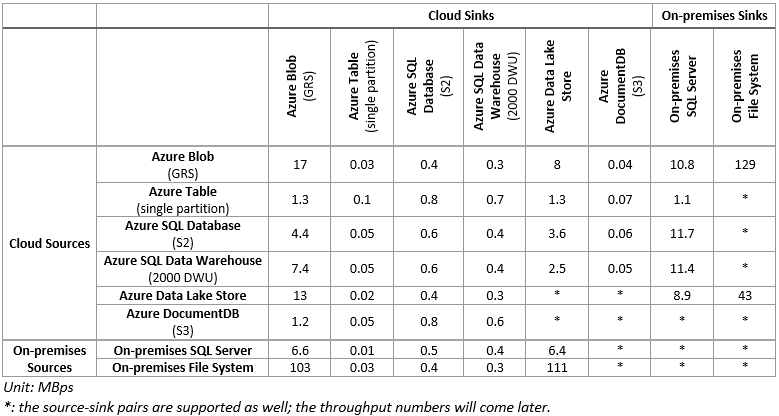 Cloud Sinks On-premises Sinks
Azure Blob (GRS) Azure Table (single partition) Azure SQL Database (S2) Azure SQL Data Warehouse (2000 DWU) Azure Data Lake Store Azure DocumentDB (S3) On-premises SQL Server On-premises File System
Cloud Sources
Azure Blob
(GRS) 17 0.03 0.4 0.3 8 0.04 10.8 129
Azure Table
(single partition) 1.3 0.1 0.8 0.7 1.3 0.07 1.1 *
Azure SQL Database
(S2) 4.4 0.05 0.6 0.4 3.6 0.06 11.7 *
Azure SQL Data Warehouse
(2000 DWU) 7.4 0.05 0.6 0.4 2.5 0.05 11.4 *
Azure Data Lake Store 13 0.02 0.4 0.3 * * 8.9 43
Azure DocumentDB
(S3) 1.2 0.05 0.8 0.6 * * * *
On-premises Sources
On-premises SQL Server 6.6 0.01 0.5 0.4 6.4 * * *
On-premises File System 103 0.03 0.4 0.3 111 * * *
Unit: MBps
*: the source-sink pairs are supported as well; the throughput numbers will come later.